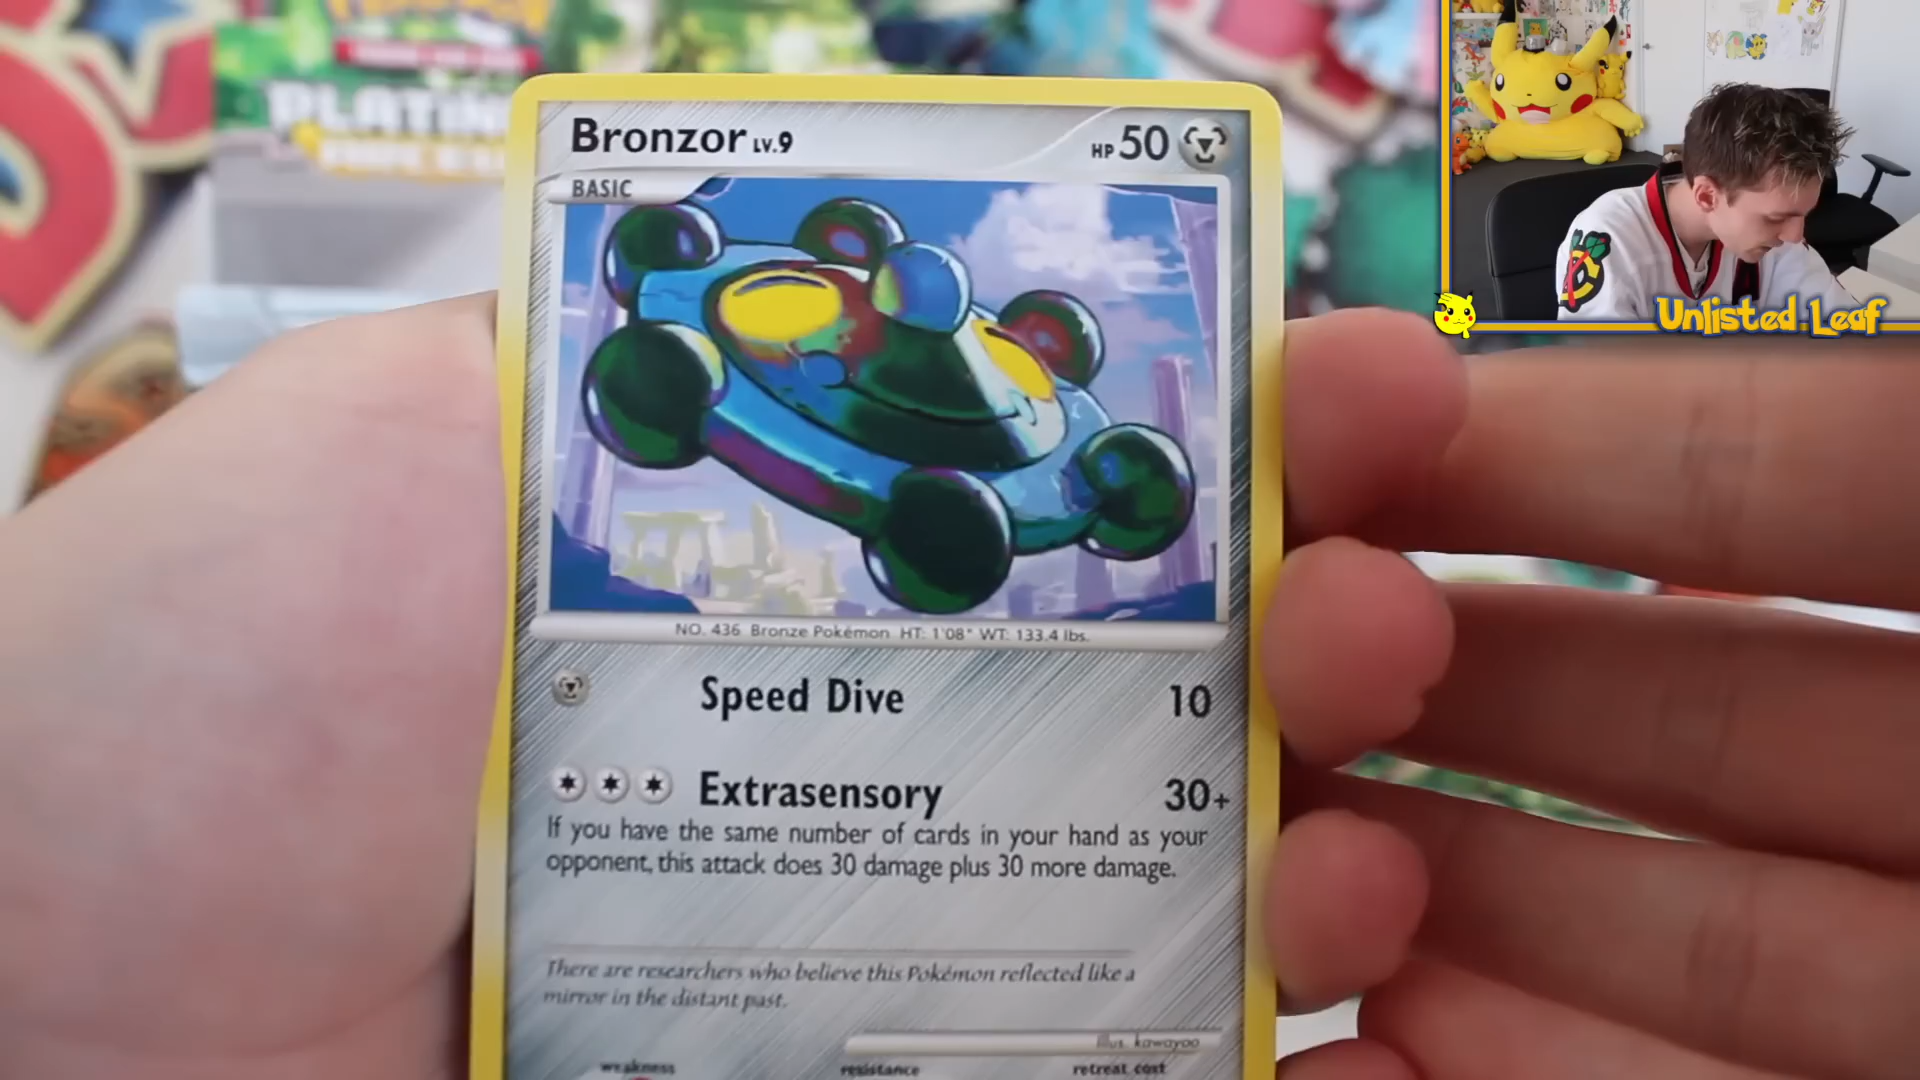 PLATIN
Bronzor LV.9
HP 50
BASIC
Unlisted Leaf
NO. 436 Bronze Pokémon HT: 1'08" WT: 133.4 lbs.
Speed Dive 10
Extrasensory 30+
If you have the same number of cards in your hand as your
opponent, this attack does 30 damage plus 30 more damage.
There are researchers who believe this Pokémon reflected like a
mirror in the distant past.
Illus. kawayoo
weakness resistance retreat cost